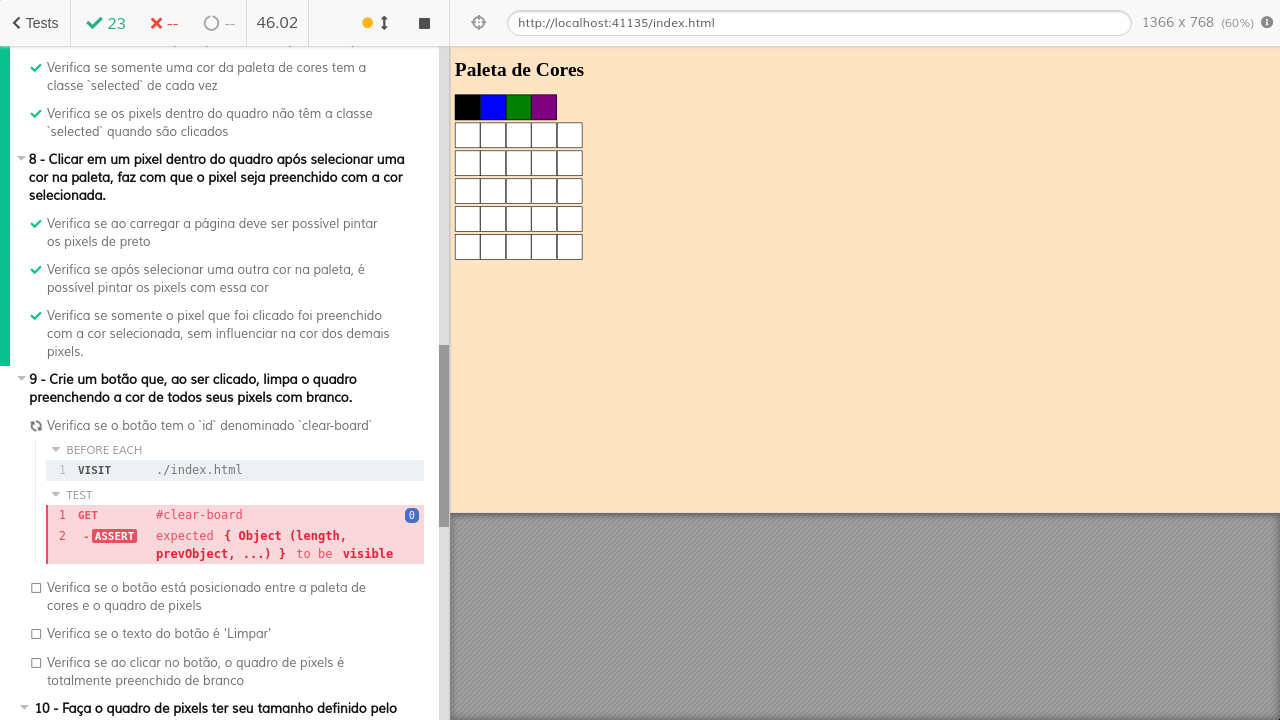 Tests
23
--
--
46.02
http://localhost:41135/index.html
1366 x 768 (60%)
Verifica se somente uma cor da paleta de cores tem a
classe `selected` de cada vez
Verifica se os pixels dentro do quadro não têm a classe
`selected` quando são clicados
8 - Clicar em um pixel dentro do quadro após selecionar uma
cor na paleta, faz com que o pixel seja preenchido com a cor
selecionada.
Verifica se ao carregar a página deve ser possível pintar
os pixels de preto
Verifica se após selecionar uma outra cor na paleta, é
possível pintar os pixels com essa cor
Verifica se somente o pixel que foi clicado foi preenchido
com a cor selecionada, sem influenciar na cor dos demais
pixels.
9 - Crie um botão que, ao ser clicado, limpa o quadro
preenchendo a cor de todos seus pixels com branco.
Verifica se o botão tem o `id` denominado `clear-board`
BEFORE EACH
1 VISIT ./index.html
TEST
1 GET #clear-board 0
2 -ASSERT expected { Object (length,
prevObject, ...) } to be visible
Verifica se o botão está posicionado entre a paleta de
cores e o quadro de pixels
Verifica se o texto do botão é 'Limpar'
Verifica se ao clicar no botão, o quadro de pixels é
totalmente preenchido de branco
10 - Faça o quadro de pixels ter seu tamanho definido pelo
Paleta de Cores